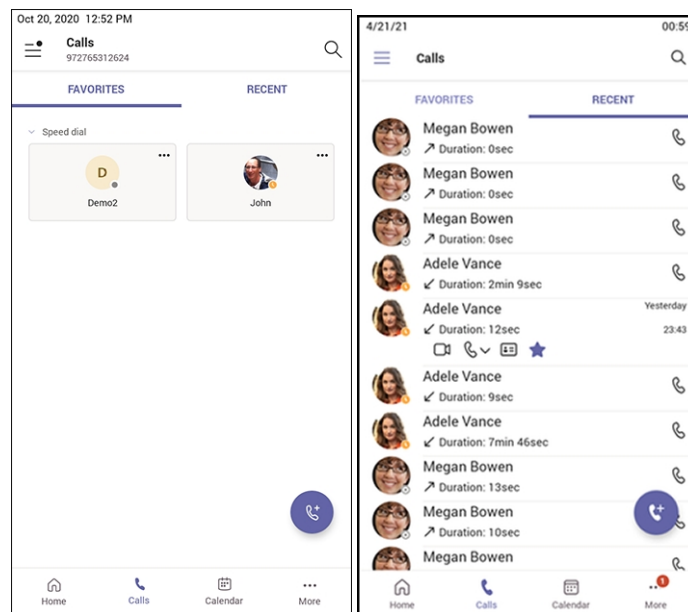 Oct 20, 2020 12:52 PM
Calls
972765312624
FAVORITES RECENT
Speed dial
D
Demo2 John
Home Calls Calendar More
4/21/21 00:59
Calls
FAVORITES RECENT
Megan Bowen
Duration: 0sec
Megan Bowen
Duration: 0sec
Megan Bowen
Duration: 0sec
Adele Vance
Duration: 2min 9sec
Adele Vance Yesterday
Duration: 12sec 23:43
Adele Vance
Duration: 9sec
Adele Vance
Duration: 7min 46sec
Megan Bowen
Duration: 13sec
Megan Bowen
Duration: 10sec
Megan Bowen
1
Home Calls Calendar More